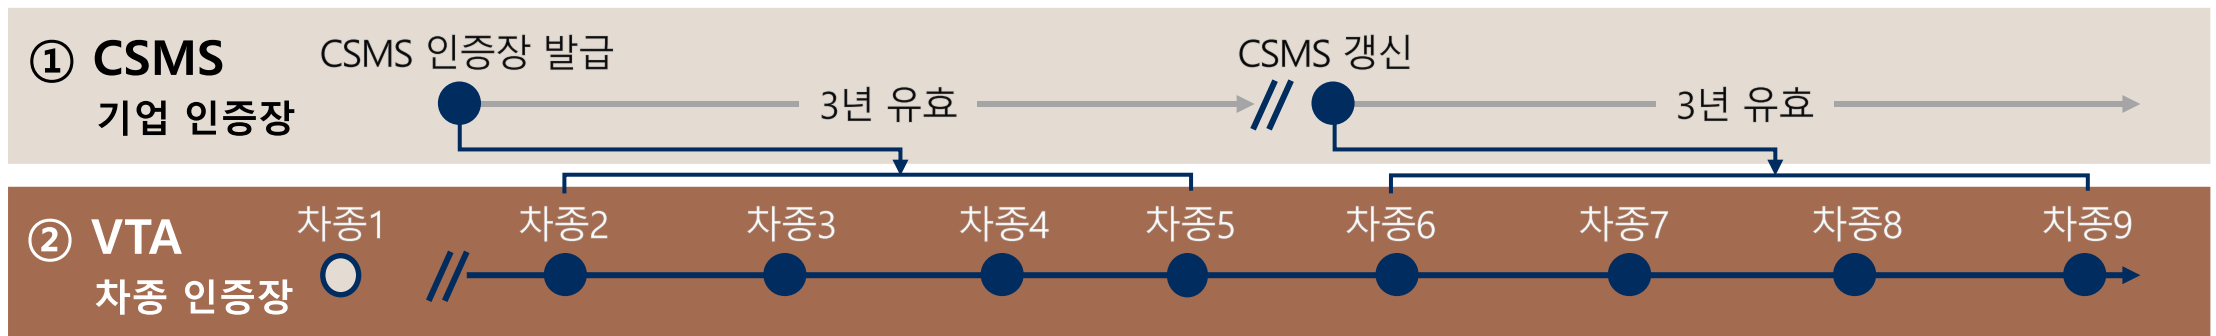 ① CSMS
기업 인증장
CSMS 인증장 발급
3년 유효
CSMS 갱신
3년 유효
② VTA
차종 인증장
차종1
차종2
차종3
차종4
차종5
차종6
차종7
차종8
차종9